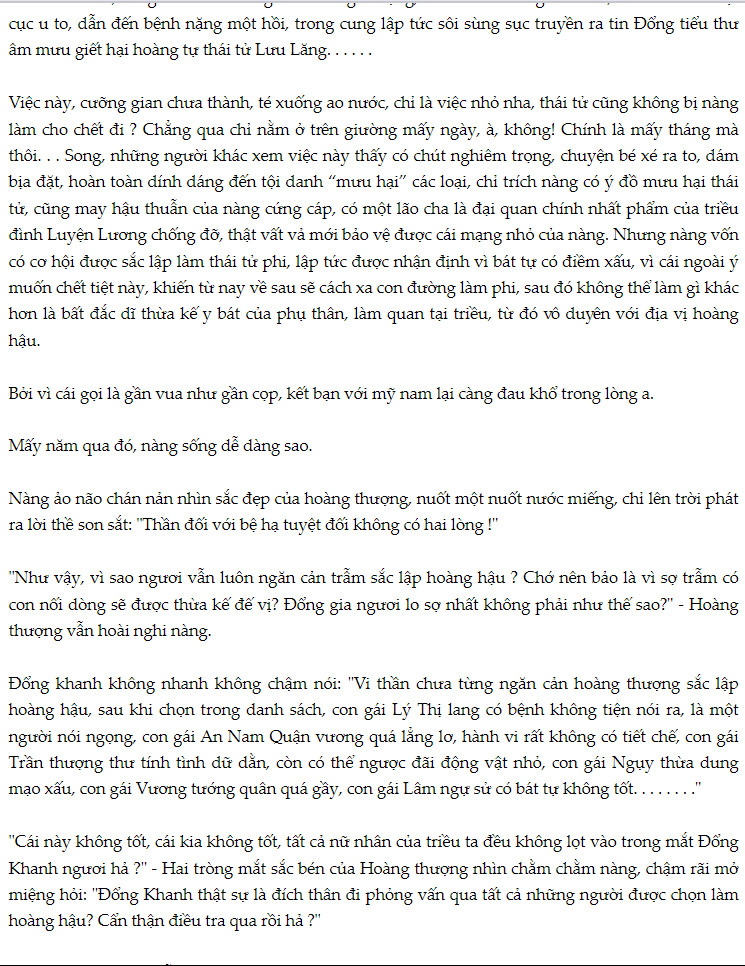 cục u to, dẫn đến bệnh nặng một hồi, trong cung lập tức sôi sùng sục truyền ra tin Đổng tiểu thư
âm mưu giết hại hoàng tự thái tử Lưu Lăng. . . . . .
Việc này, cưỡng gian chưa thành, té xuống ao nước, chỉ là việc nhỏ nha, thái tử cũng không bị nàng
làm cho chết đi ? Chẳng qua chỉ nằm ở trên giường mấy ngày, à, không! Chính là mấy tháng mà
thôi. . . Song, những người khác xem việc này thấy có chút nghiêm trọng, chuyện bé xé ra to, dám
bịa đặt, hoàn toàn dính dáng đến tội danh “mưu hại” các loại, chỉ trích nàng có ý đồ mưu hại thái
tử, cũng may hậu thuẫn của nàng cứng cáp, có một lão cha là đại quan chính nhất phẩm của triều
đình Luyện Lương chống đỡ, thật vất vả mới bảo vệ được cái mạng nhỏ của nàng. Nhưng nàng vốn
có cơ hội được sắc lập làm thái tử phi, lập tức được nhận định vì bát tự có điềm xấu, vì cái ngoài ý
muốn chết tiệt này, khiến từ nay về sau sẽ cách xa con đường làm phi, sau đó không thể làm gì khác
hơn là bất đắc dĩ thừa kế y bát của phụ thân, làm quan tại triều, từ đó vô duyên với địa vị hoàng
hậu.
Bởi vì cái gọi là gần vua như gần cọp, kết bạn với mỹ nam lại càng đau khổ trong lòng a.
Mấy năm qua đó, nàng sống dễ dàng sao.
Nàng ảo não chán nản nhìn sắc đẹp của hoàng thượng, nuốt một nuốt nước miếng, chỉ lên trời phát
ra lời thề son sắt: "Thần đối với bệ hạ tuyệt đối không có hai lòng !"
"Như vậy, vì sao ngươi vẫn luôn ngăn cản trẫm sắc lập hoàng hậu ? Chớ nên bảo là vì sợ trẫm có
con nối dòng sẽ được thừa kế đế vị? Đổng gia ngươi lo sợ nhất không phải như thế sao?" - Hoàng
thượng vẫn hoài nghi nàng.
Đổng khanh không nhanh không chậm nói: "Vi thần chưa từng ngăn cản hoàng thượng sắc lập
hoàng hậu, sau khi chọn trong danh sách, con gái Lý Thị lang có bệnh không tiện nói ra, là một
người nói ngọng, con gái An Nam Quận vương quá lẳng lơ, hành vi rất không có tiết chế, con gái
Trần thượng thư tính tình dữ dằn, còn có thể ngược đãi động vật nhỏ, con gái Ngụy thừa dung
mạo xấu, con gái Vương tướng quân quá gầy, con gái Lâm ngự sử có bát tự không tốt. . . . . . . ."
"Cái này không tốt, cái kia không tốt, tất cả nữ nhân của triều ta đều không lọt vào trong mắt Đổng
Khanh ngươi hả ?" - Hai tròng mắt sắc bén của Hoàng thượng nhìn chằm chằm nàng, chậm rãi mở
miệng hỏi: "Đổng Khanh thật sự là đích thân đi phỏng vấn qua tất cả những người được chọn làm
hoàng hậu? Cẩn thận điều tra qua rồi hả ?"